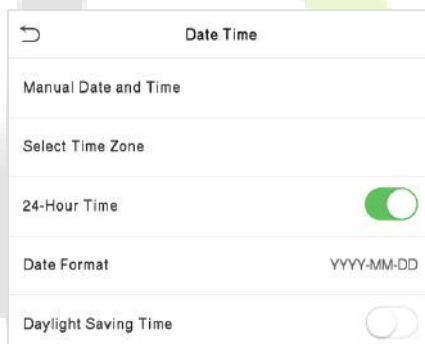 Date Time
Manual Date and Time
Select Time Zone
24-Hour Time
Date Format YYYY-MM-DD
Daylight Saving Time